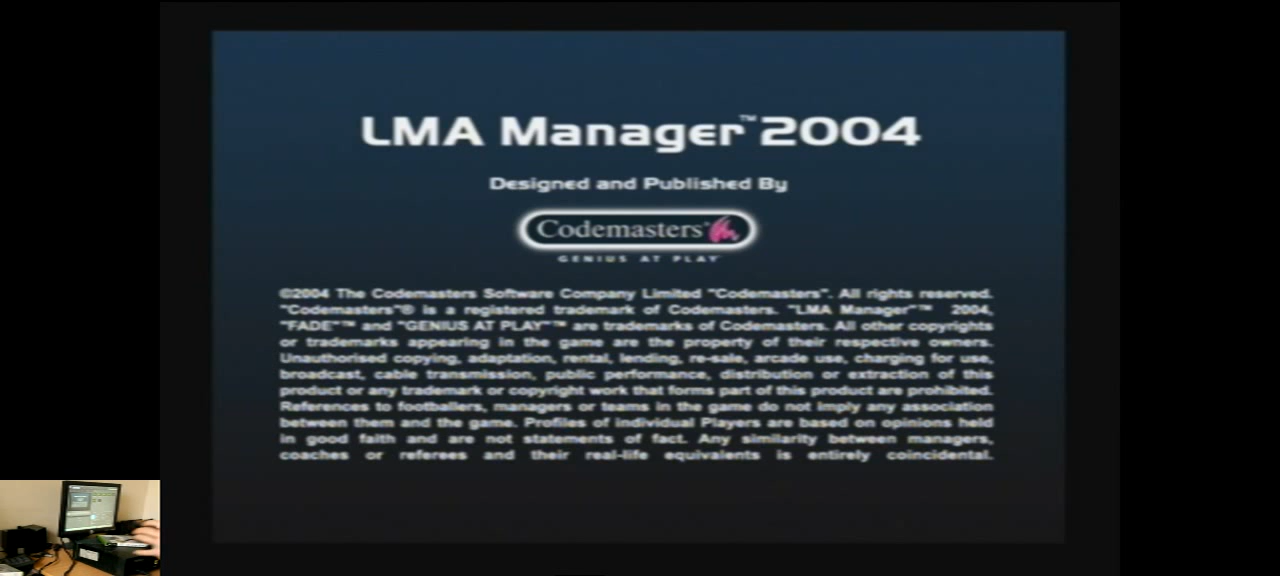 LMA Manager™ 2004
Designed and Published By
Codemasters™
GENIUS AT PLAY
©2004 The Codemasters Software Company Limited "Codemasters". All rights reserved.
"Codemasters"® is a registered trademark of Codemasters. "LMA Manager"™ 2004,
"FADE"™ and "GENIUS AT PLAY"™ are trademarks of Codemasters. All other copyrights
or trademarks appearing in the game are the property of their respective owners.
Unauthorised copying, adaptation, rental, lending, re-sale, arcade use, charging for use,
broadcast, cable transmission, public performance, distribution or extraction of this
product or any trademark or copyright work that forms part of this product are prohibited.
References to footballers, managers or teams in the game do not imply any association
between them and the game. Profiles of individual Players are based on opinions held
in good faith and are not statements of fact. Any similarity between managers,
coaches or referees and their real-life equivalents is entirely coincidental.